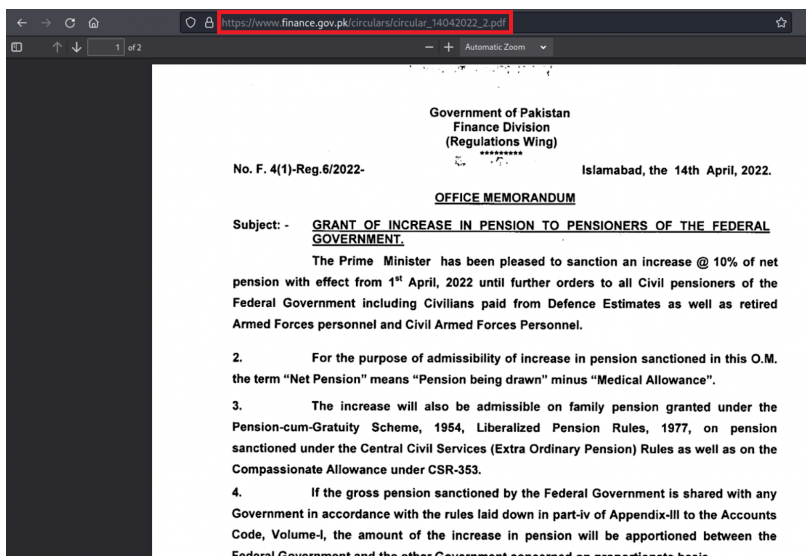 https://www.finance.gov.pk/circulars/circular_14042022_2.pdf
1 of 2
Automatic Zoom
Government of Pakistan
Finance Division
(Regulations Wing)
*********
No. F. 4(1)-Reg.6/2022-
Islamabad, the 14th April, 2022.
OFFICE MEMORANDUM
Subject: - GRANT OF INCREASE IN PENSION TO PENSIONERS OF THE FEDERAL
GOVERNMENT.
The Prime Minister has been pleased to sanction an increase @ 10% of net
pension with effect from 1st April, 2022 until further orders to all Civil pensioners of the
Federal Government including Civilians paid from Defence Estimates as well as retired
Armed Forces personnel and Civil Armed Forces Personnel.
2. For the purpose of admissibility of increase in pension sanctioned in this O.M.
the term “Net Pension” means “Pension being drawn” minus “Medical Allowance”.
3. The increase will also be admissible on family pension granted under the
Pension-cum-Gratuity Scheme, 1954, Liberalized Pension Rules, 1977, on pension
sanctioned under the Central Civil Services (Extra Ordinary Pension) Rules as well as on the
Compassionate Allowance under CSR-353.
4. If the gross pension sanctioned by the Federal Government is shared with any
Government in accordance with the rules laid down in part-iv of Appendix-III to the Accounts
Code, Volume-I, the amount of the increase in pension will be apportioned between the
Federal Government and the other Government concerned on proportionate basis